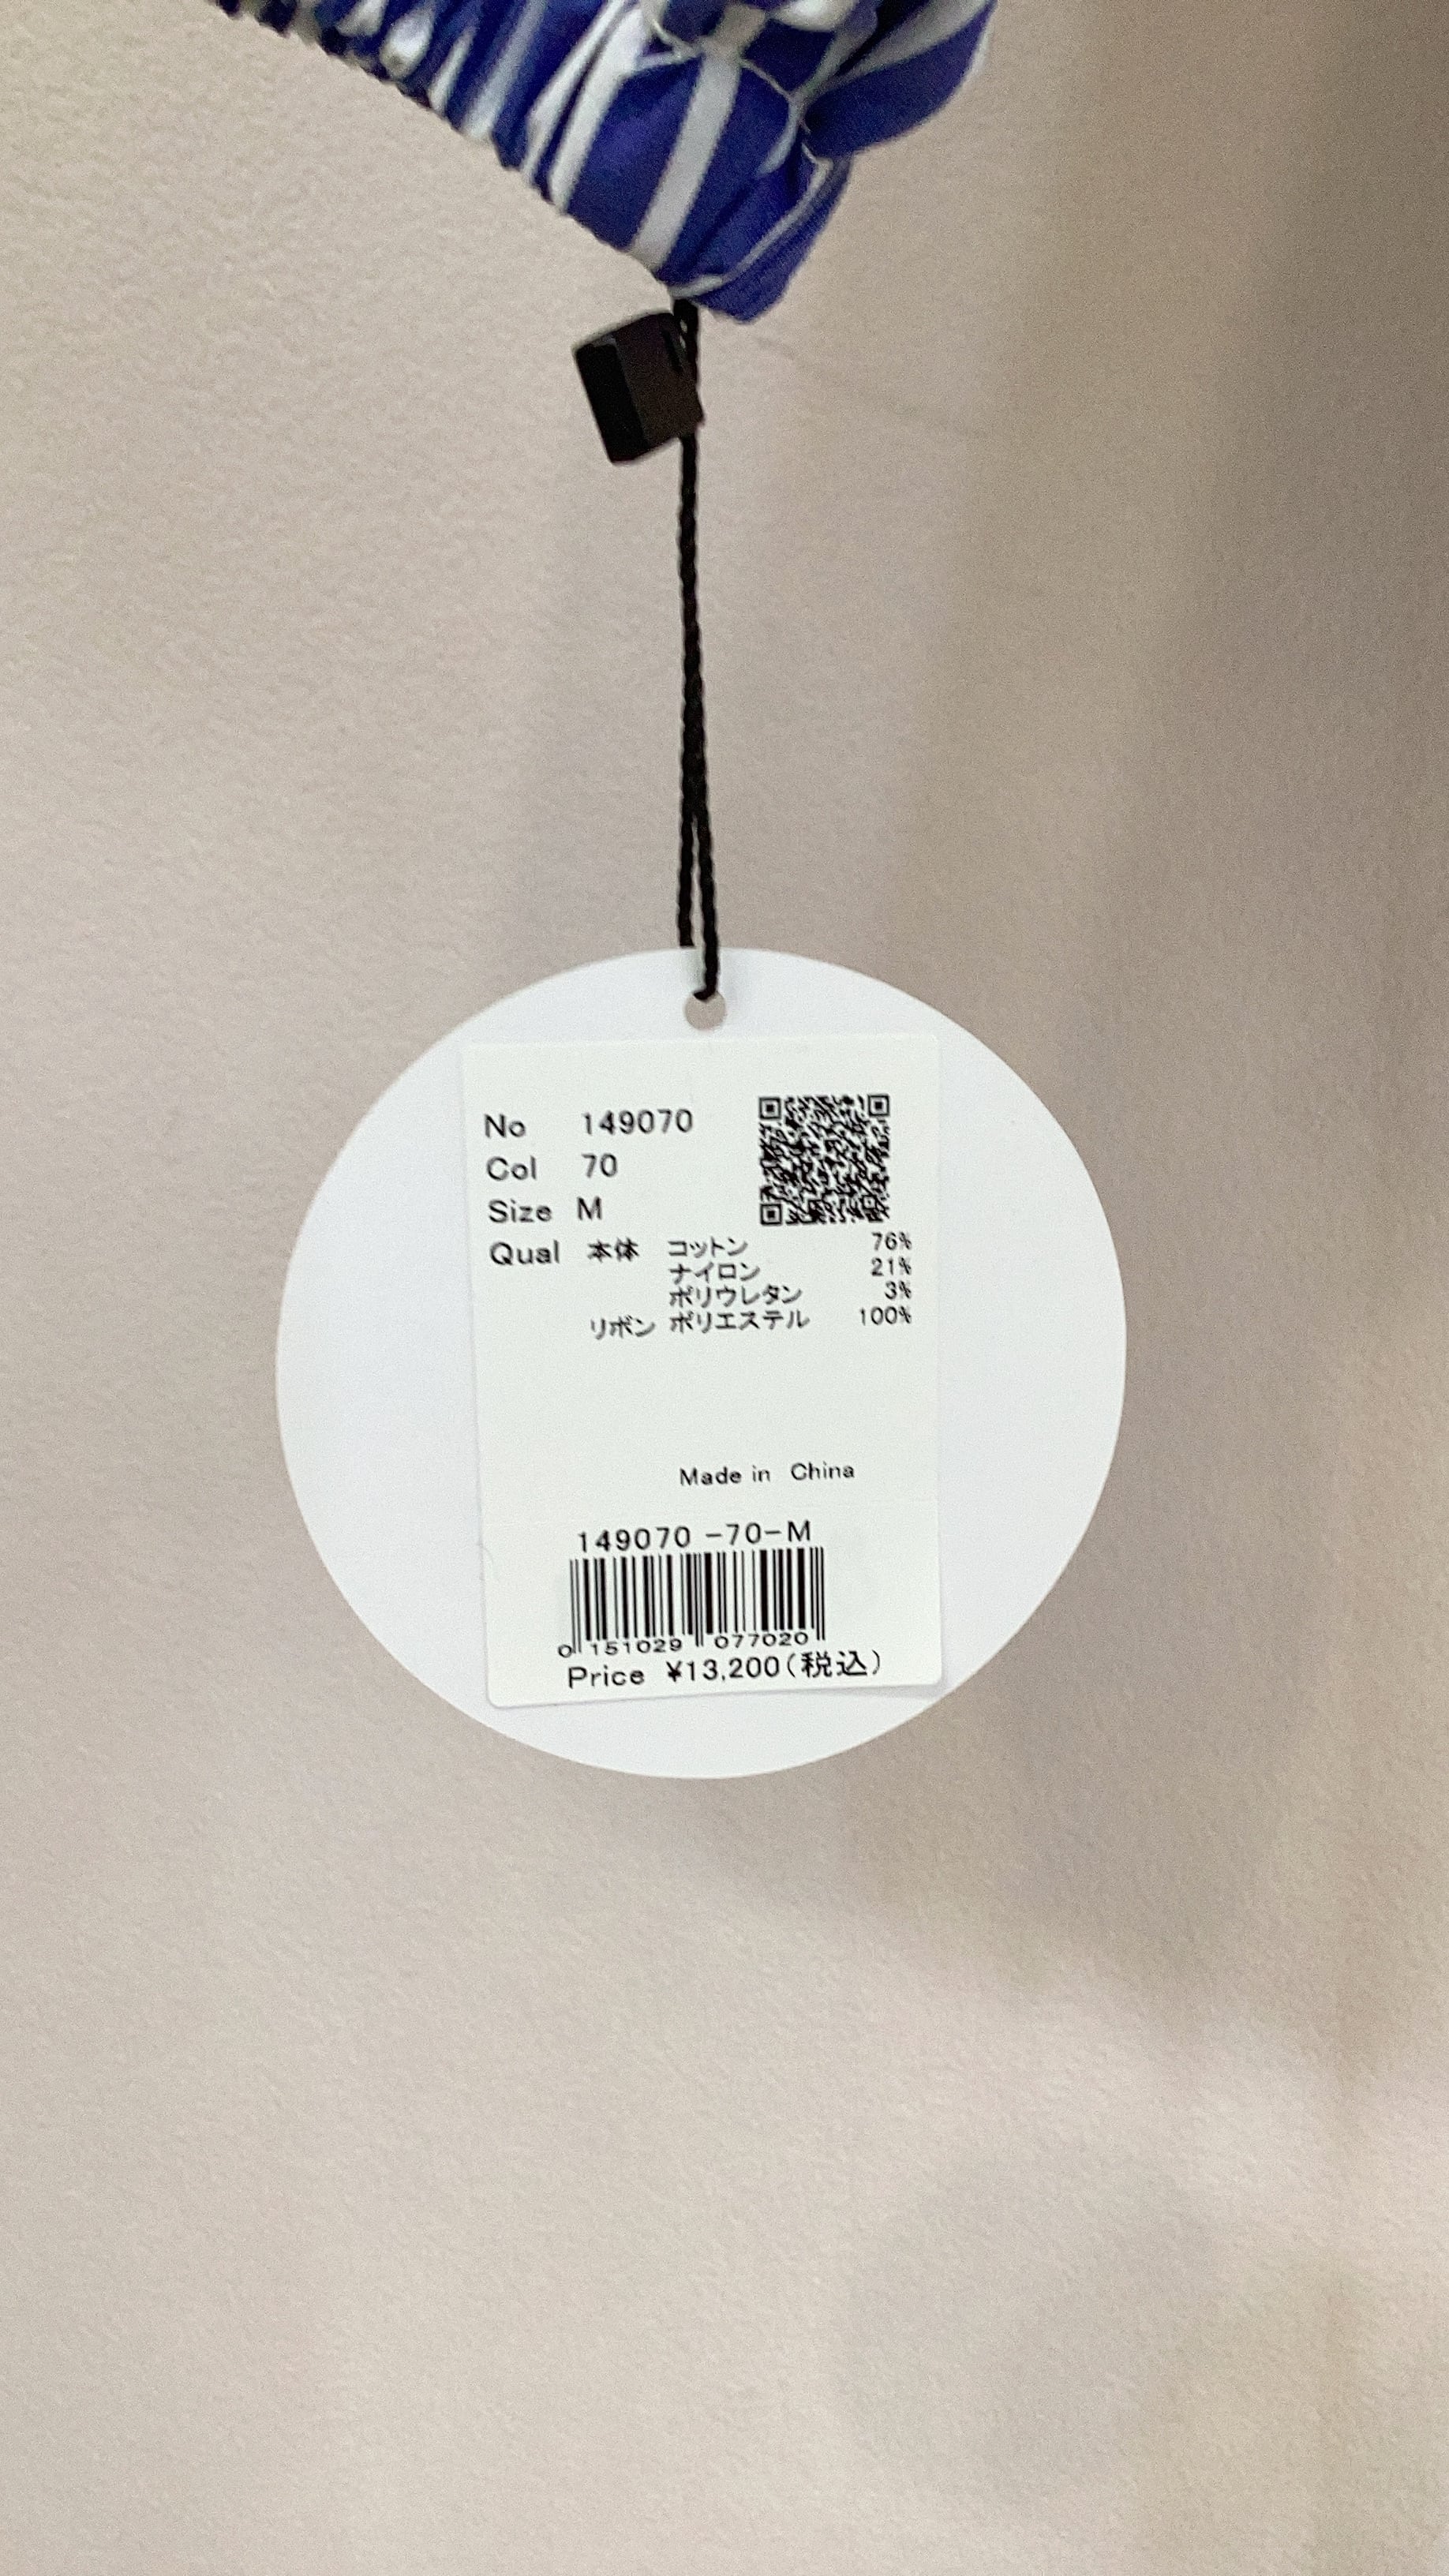 No 149070
Col 70
Size M
Qual 本体 コットン 76%
ナイロン 21%
ポリウレタン 3%
リボン ポリエステル 100%
Made in China
149070 -70-M
0 151029 077020
Price ¥13,200(税込)